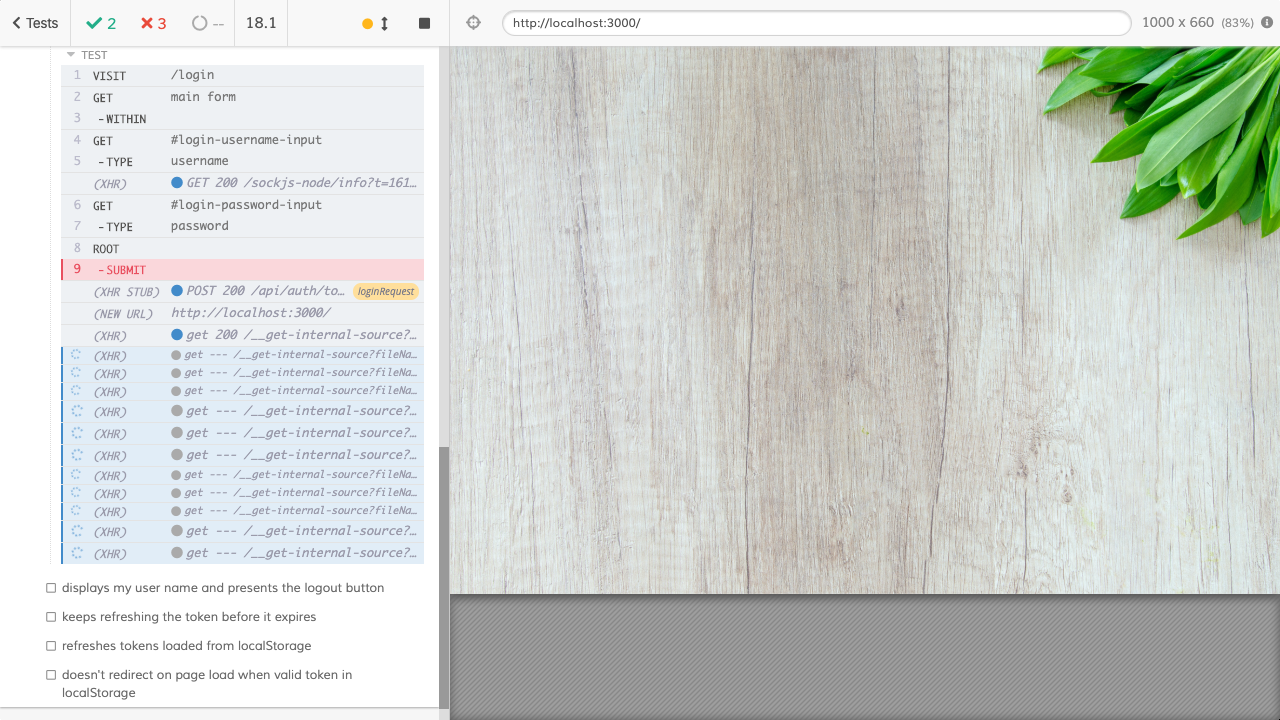 Tests 2 3 -- 18.1
http://localhost:3000/ 1000 x 660 (83%)
TEST
1 VISIT /login
2 GET main form
3 -WITHIN
4 GET #login-username-input
5 -TYPE username
(XHR) GET 200 /sockjs-node/info?t=161…
6 GET #login-password-input
7 -TYPE password
8 ROOT
9 -SUBMIT
(XHR STUB) POST 200 /api/auth/to… loginRequest
(NEW URL) http://localhost:3000/
(XHR) get 200 /__get-internal-source?…
(XHR) get --- /__get-internal-source?fileNa…
(XHR) get --- /__get-internal-source?fileNa…
(XHR) get --- /__get-internal-source?fileNa…
(XHR) get --- /__get-internal-source?…
(XHR) get --- /__get-internal-source?…
(XHR) get --- /__get-internal-source?…
(XHR) get --- /__get-internal-source?fileNa…
(XHR) get --- /__get-internal-source?fileNa…
(XHR) get --- /__get-internal-source?fileNa…
(XHR) get --- /__get-internal-source?…
(XHR) get --- /__get-internal-source?…
displays my user name and presents the logout button
keeps refreshing the token before it expires
refreshes tokens loaded from localStorage
doesn't redirect on page load when valid token in
localStorage